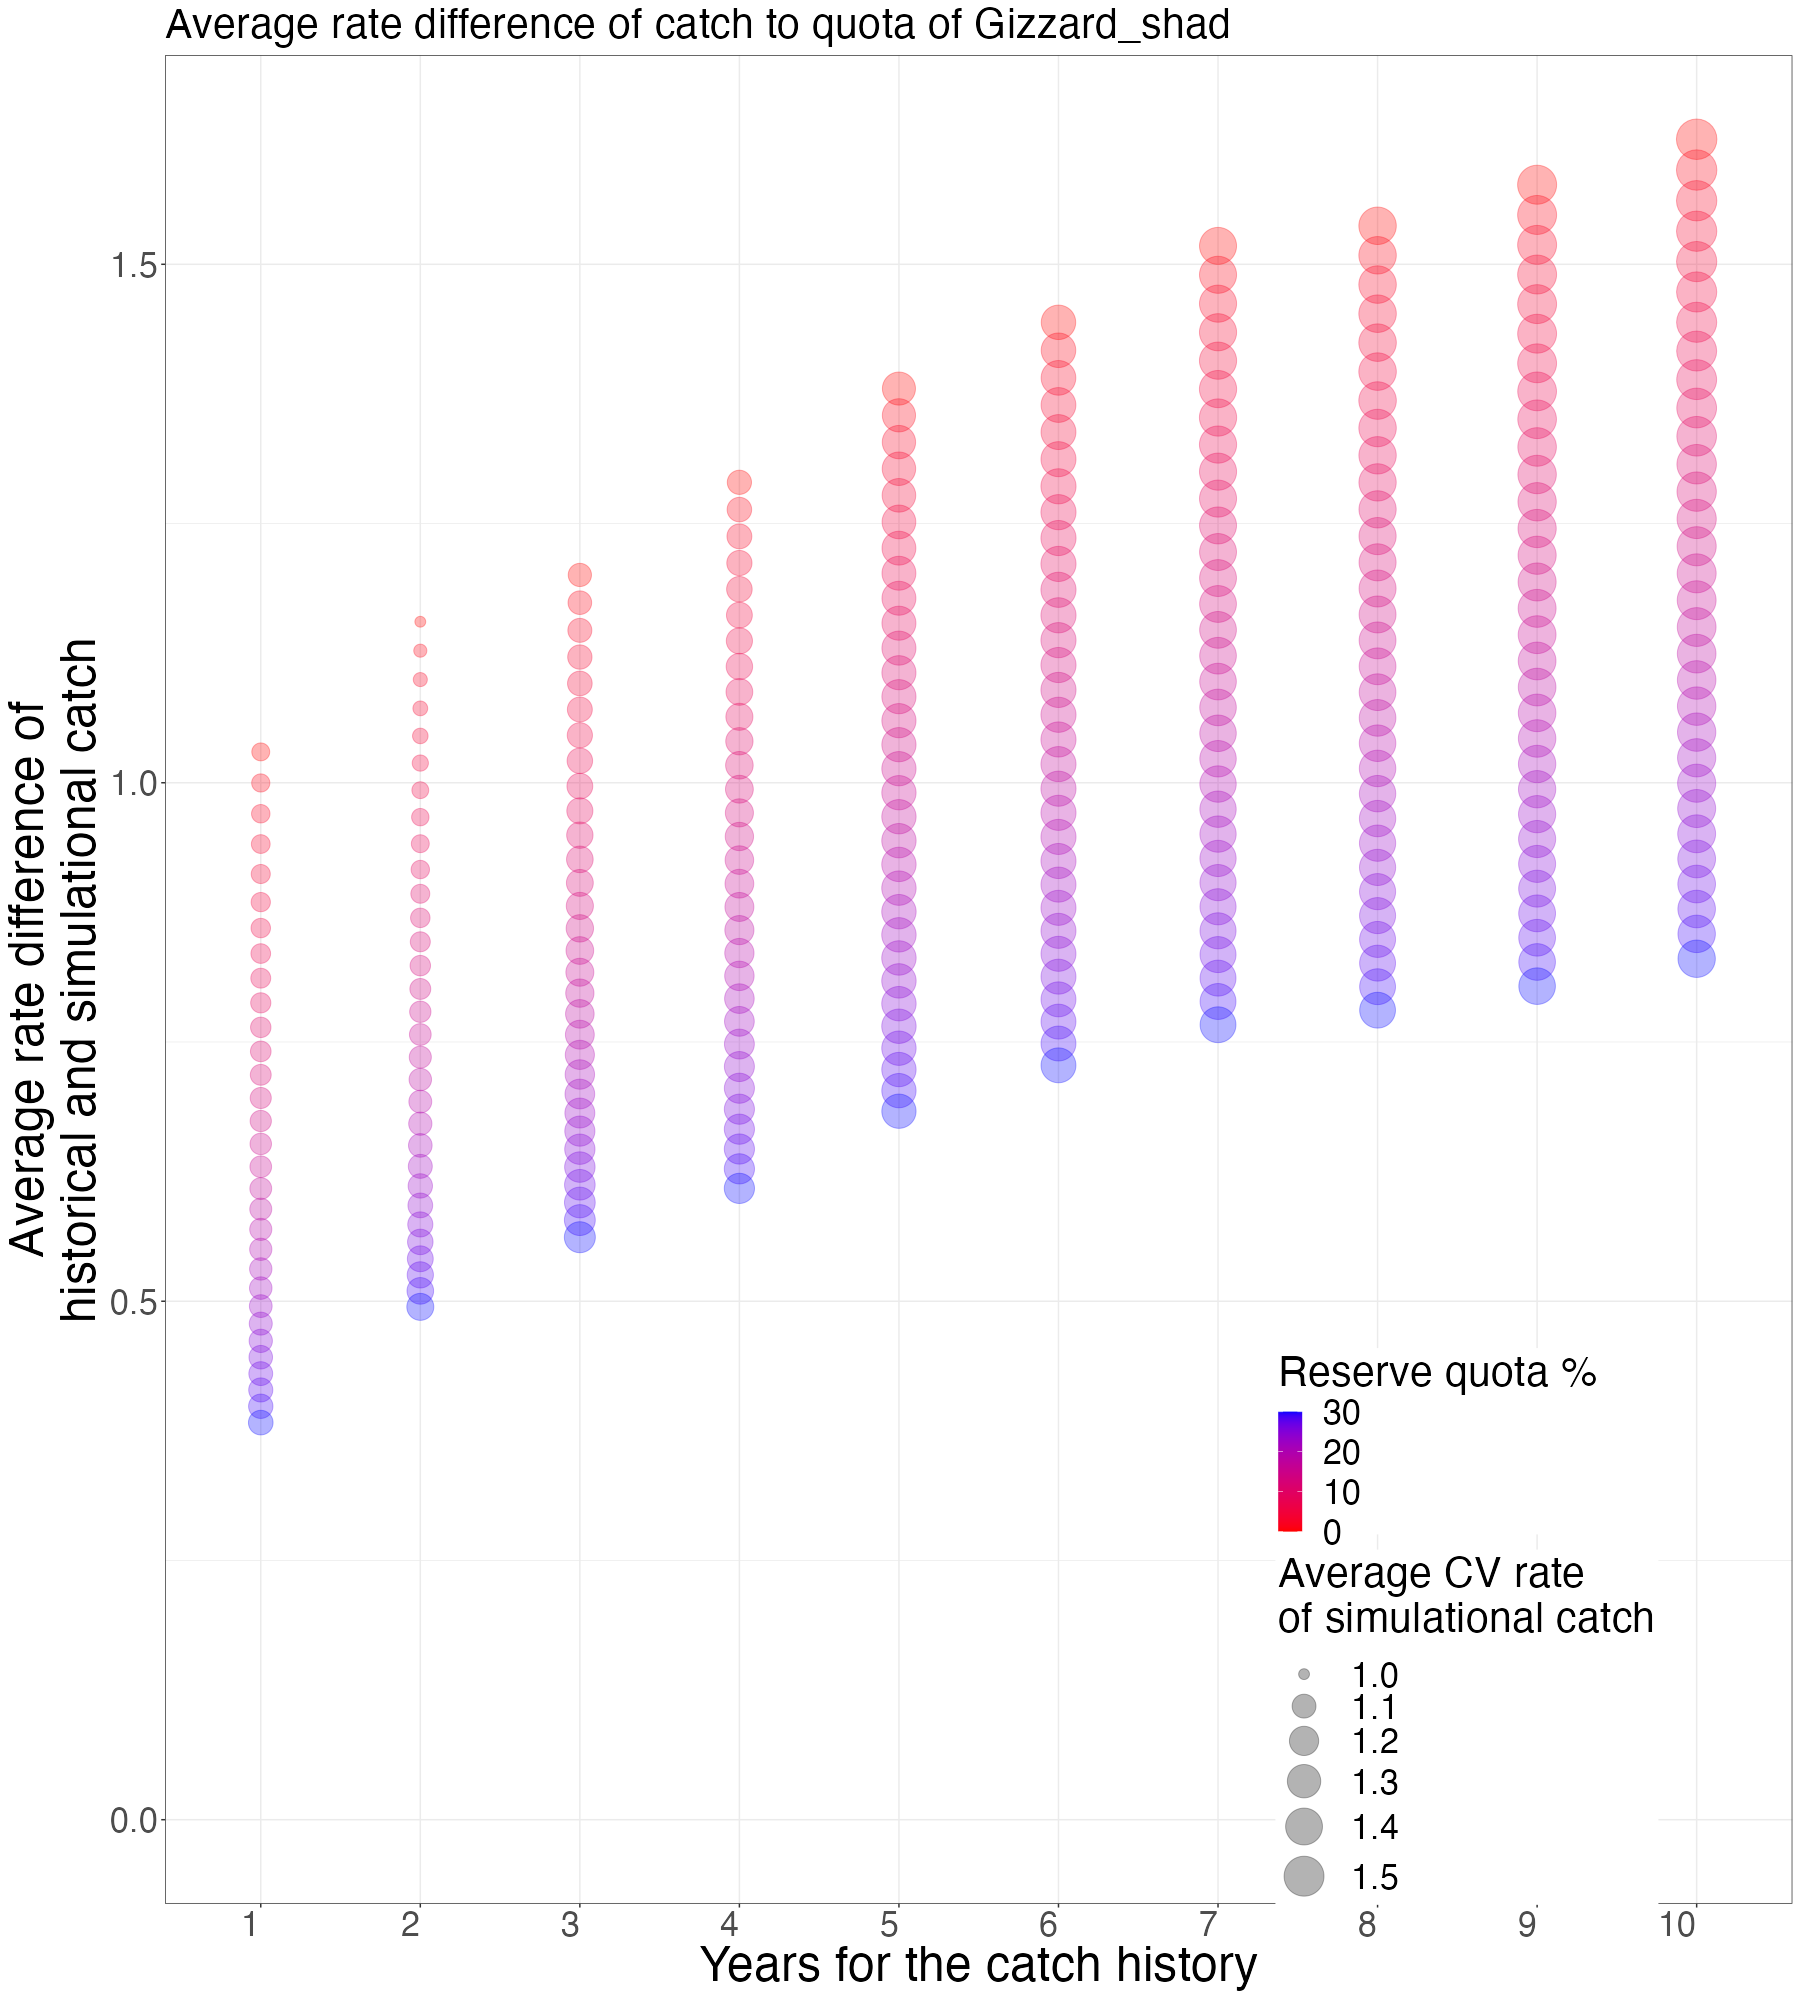 Average rate difference of catch to quota of Gizzard_shad
Average rate difference of
historical and simulational catch
1.5
1.0
0.5
0.0
Reserve quota %
30
20
10
0
Average CV rate
of simulational catch
1.0
1.1
1.2
1.3
1.4
1.5
1 2 3 4 5 6 7 8 9 10
Years for the catch history